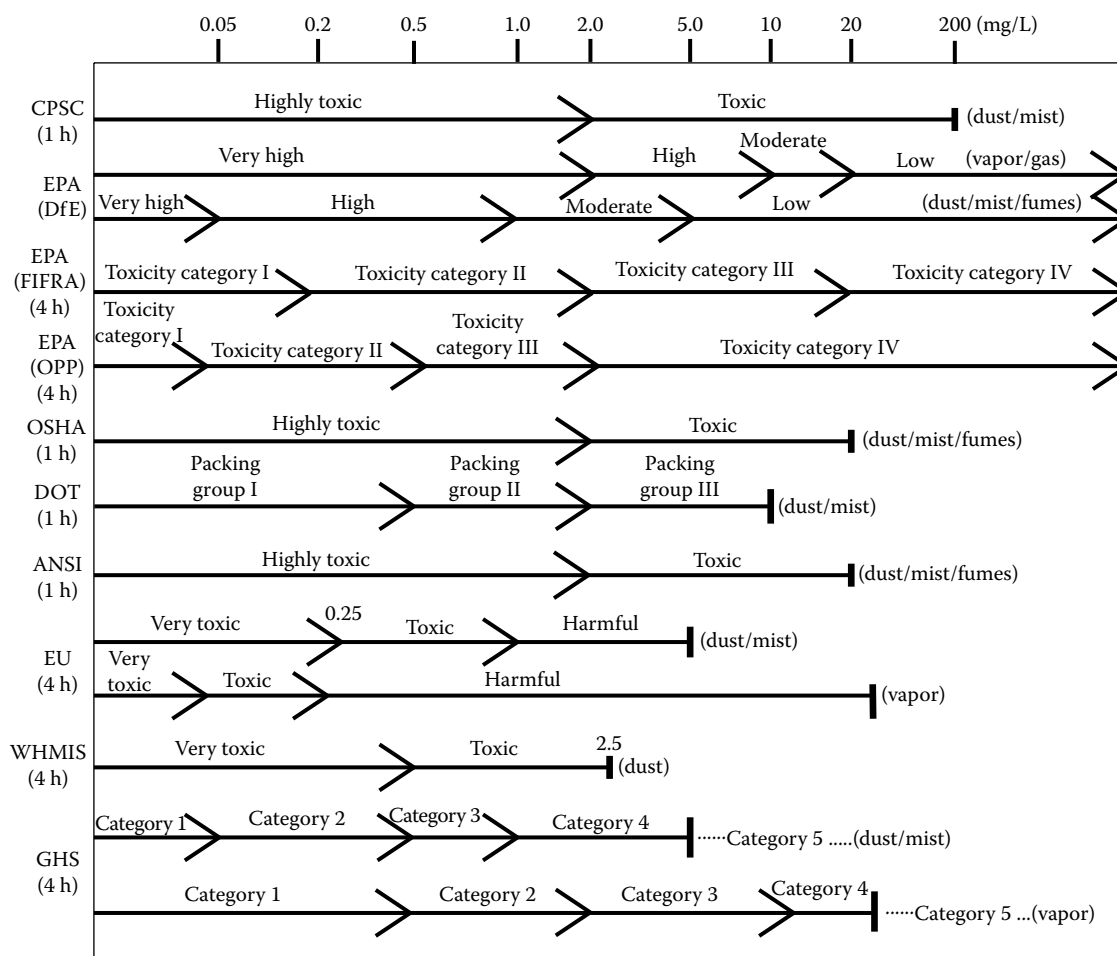 0.05 0.2 0.5 1.0 2.0 5.0 10 20 200 (mg/L)
CPSC
(1 h)
Highly toxic Toxic (dust/mist)
EPA
(DfE)
Very high High Moderate Low (vapor/gas)
Very high High Moderate Low (dust/mist/fumes)
EPA
(FIFRA)
(4 h)
Toxicity category I Toxicity category II Toxicity category III Toxicity category IV
EPA
(OPP)
(4 h)
Toxicity
category I
Toxicity category II
Toxicity
category III
Toxicity category IV
OSHA
(1 h)
Highly toxic Toxic (dust/mist/fumes)
DOT
(1 h)
Packing
group I
Packing
group II
Packing
group III
(dust/mist)
ANSI
(1 h)
Highly toxic Toxic (dust/mist/fumes)
EU
(4 h)
Very toxic 0.25 Toxic Harmful (dust/mist)
Very
toxic
Toxic Harmful (vapor)
WHMIS
(4 h)
Very toxic Toxic 2.5 (dust)
GHS
(4 h)
Category 1 Category 2 Category 3 Category 4 ......Category 5 .....(dust/mist)
Category 1 Category 2 Category 3 Category 4 ......Category 5 ...(vapor)